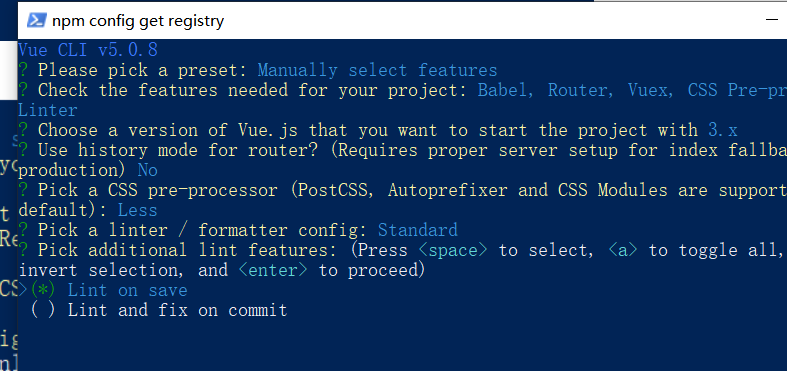 npm config get registry
Vue CLI v5.0.8
? Please pick a preset: Manually select features
? Check the features needed for your project: Babel, Router, Vuex, CSS Pre-pr
Linter
? Choose a version of Vue.js that you want to start the project with 3.x
? Use history mode for router? (Requires proper server setup for index fallba
production) No
? Pick a CSS pre-processor (PostCSS, Autoprefixer and CSS Modules are support
default): Less
? Pick a linter / formatter config: Standard
? Pick additional lint features: (Press <space> to select, <a> to toggle all,
invert selection, and <enter> to proceed)
>(*) Lint on save
( ) Lint and fix on commit